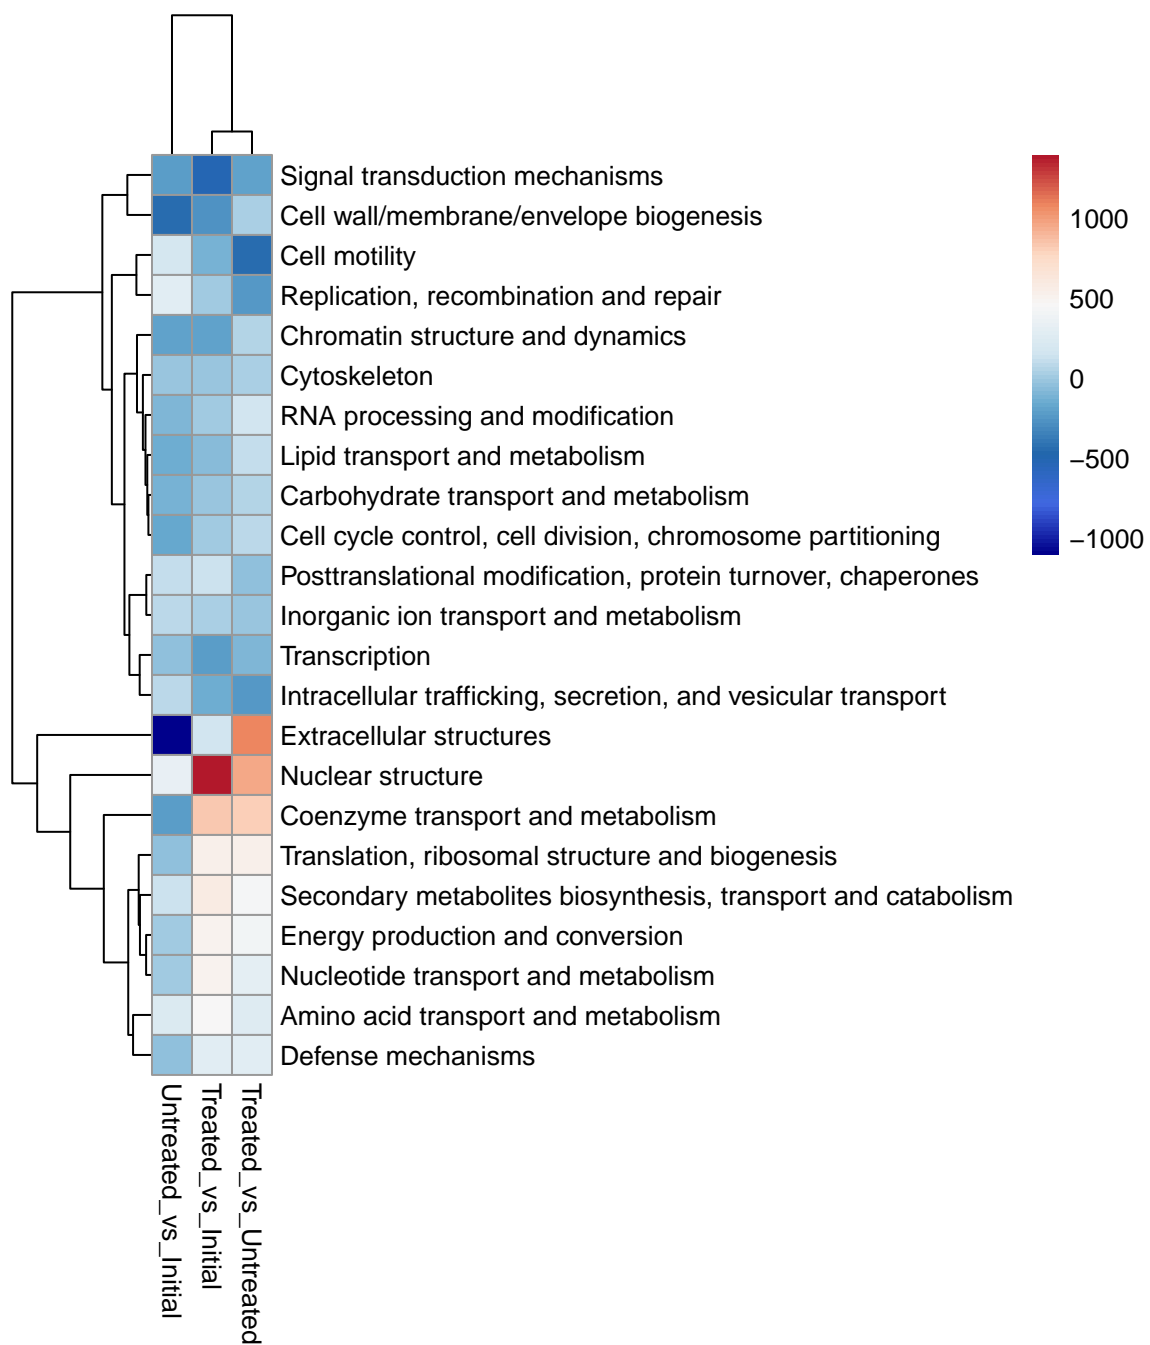 Signal transduction mechanisms
Cell wall/membrane/envelope biogenesis
Cell motility
Replication, recombination and repair
Chromatin structure and dynamics
Cytoskeleton
RNA processing and modification
Lipid transport and metabolism
Carbohydrate transport and metabolism
Cell cycle control, cell division, chromosome partitioning
Posttranslational modification, protein turnover, chaperones
Inorganic ion transport and metabolism
Transcription
Intracellular trafficking, secretion, and vesicular transport
Extracellular structures
Nuclear structure
Coenzyme transport and metabolism
Translation, ribosomal structure and biogenesis
Secondary metabolites biosynthesis, transport and catabolism
Energy production and conversion
Nucleotide transport and metabolism
Amino acid transport and metabolism
Defense mechanisms
Untreated_vs_Initial
Treated_vs_Initial
Treated_vs_Untreated
1000
500
0
−500
−1000